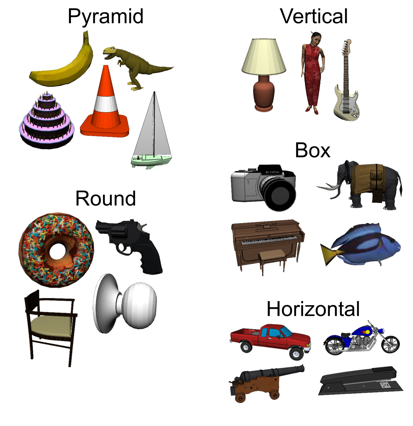 Pyramid
Vertical
Box
Round
Horizontal